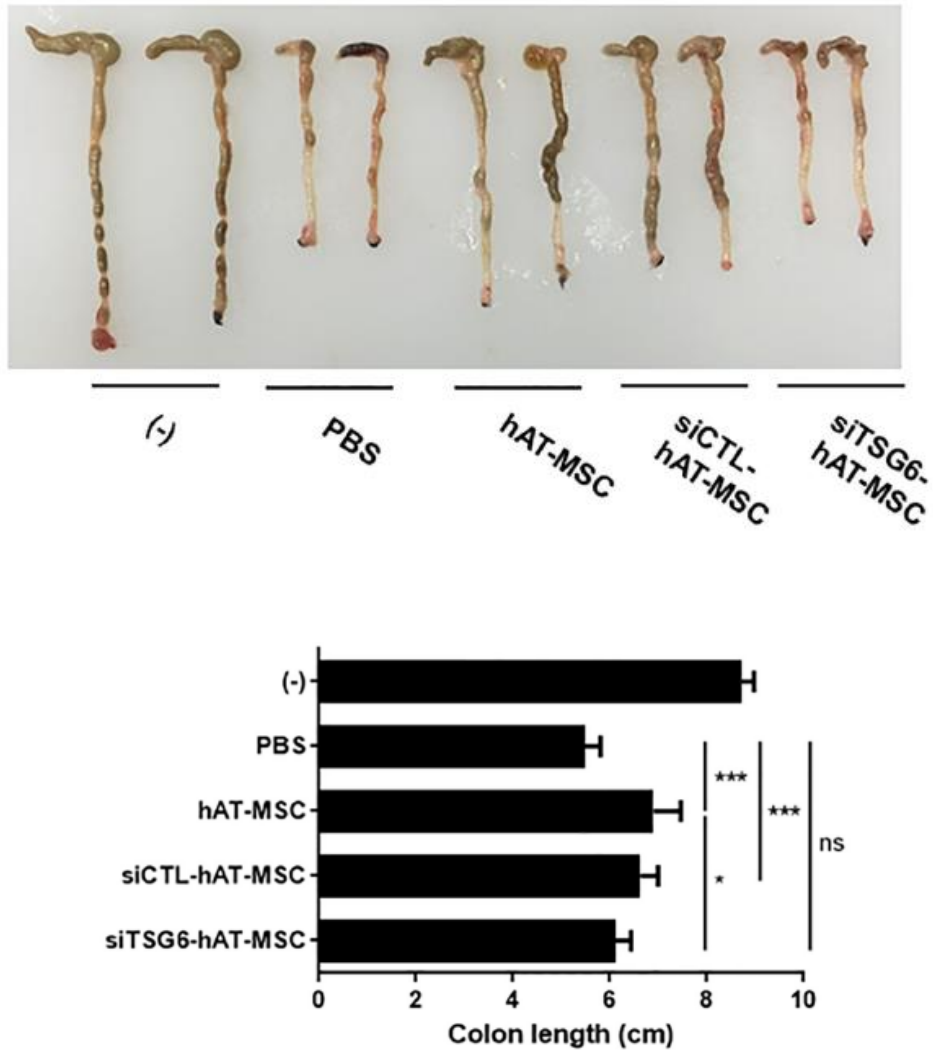 (-)
PBS
hAT-MSC
siCTL-
hAT-MSC
siTSG6-
hAT-MSC
(-)
PBS
hAT-MSC
siCTL-hAT-MSC
siTSG6-hAT-MSC
***
***
*
ns
0 2 4 6 8 10
Colon length (cm)